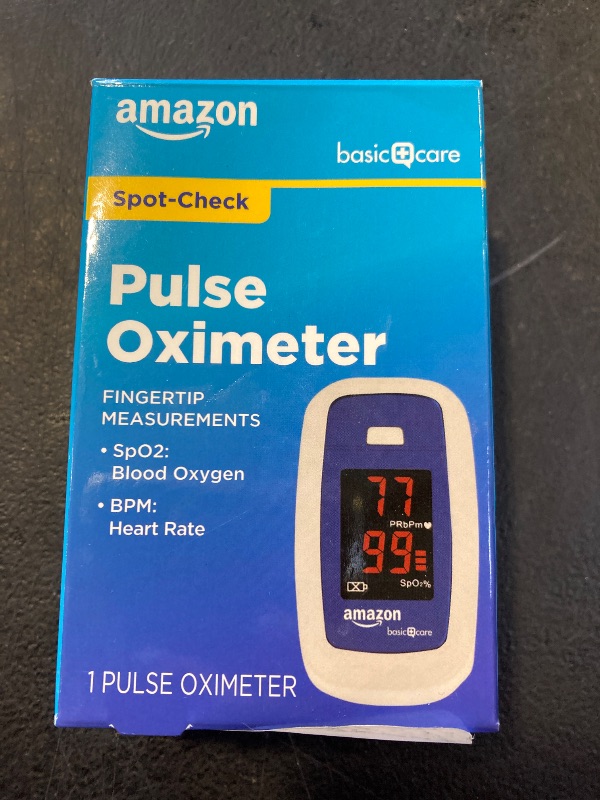 amazon
basic care
Spot-Check
Pulse
Oximeter
FINGERTIP
MEASUREMENTS
• SpO2:
Blood Oxygen
• BPM:
Heart Rate
77
PRbPm
99
SpO₂%
amazon
basic care
1 PULSE OXIMETER